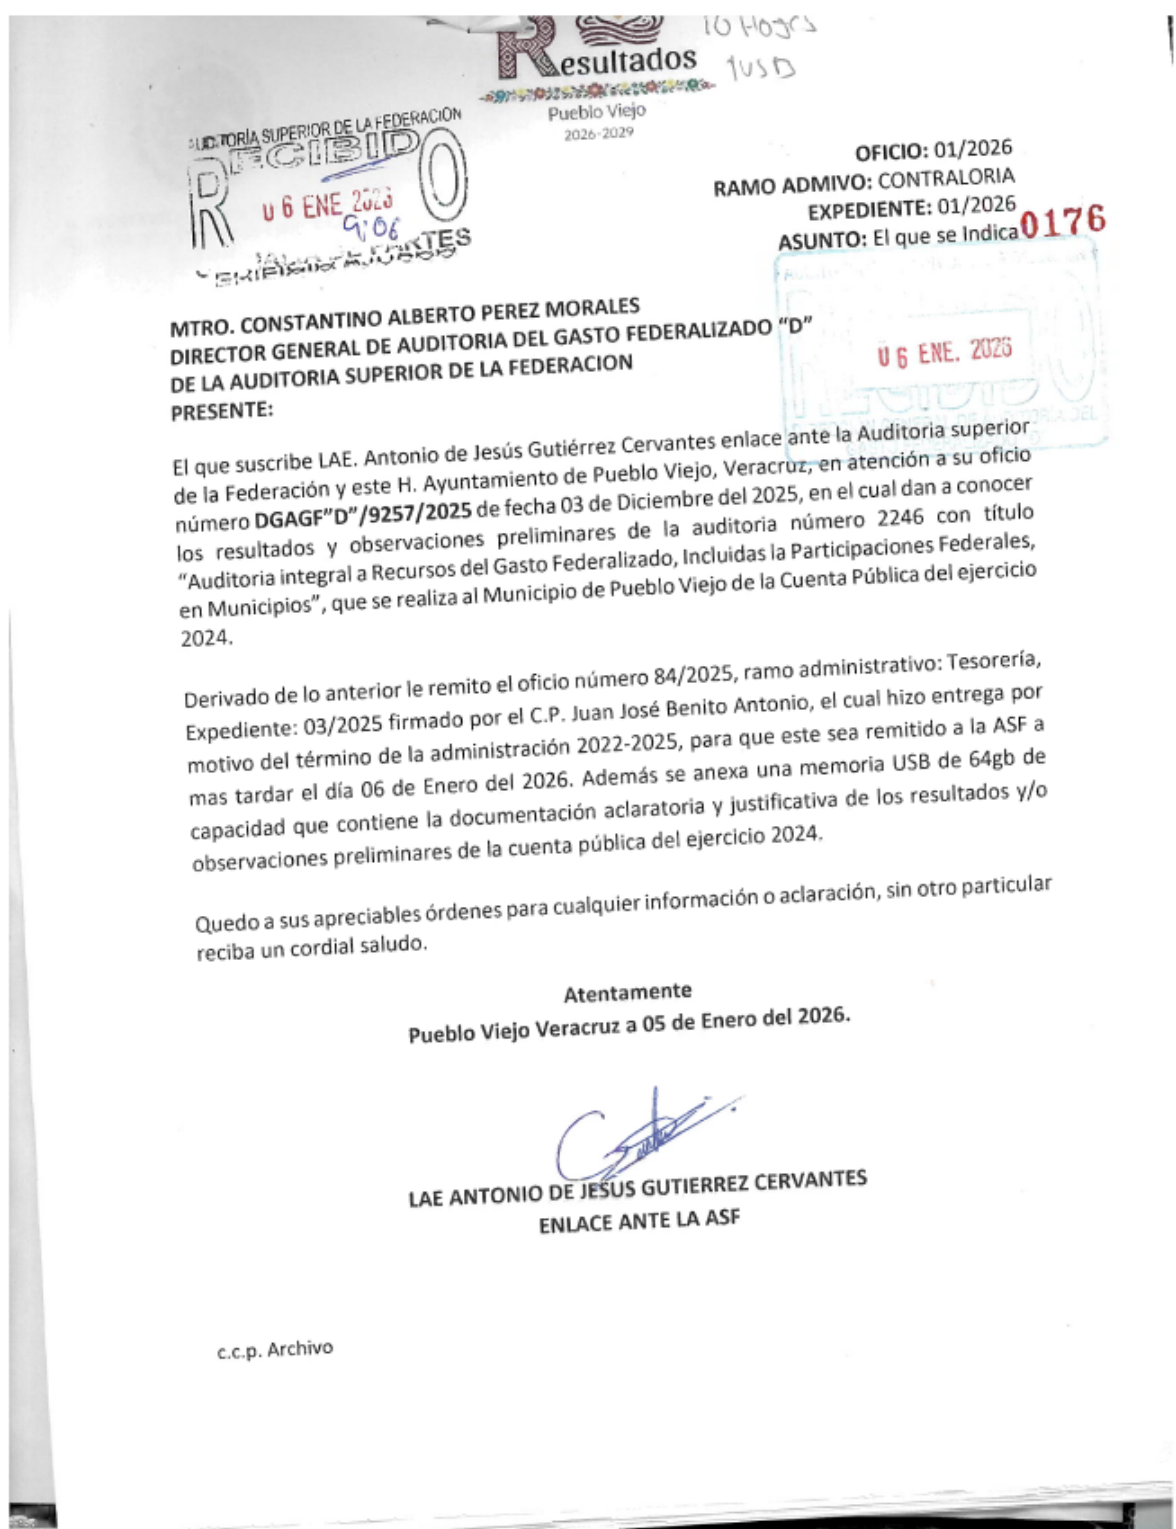 10 Hojas
1USB
Resultados
Pueblo Viejo
2026-2029
AUDITORÍA SUPERIOR DE LA FEDERACIÓN
RECIBIDO
06 ENE 2026
9:06
OFICIO: 01/2026
RAMO ADMIVO: CONTRALORIA
EXPEDIENTE: 01/2026
ASUNTO: El que se Indica
0176
06 ENE. 2026
MTRO. CONSTANTINO ALBERTO PEREZ MORALES
DIRECTOR GENERAL DE AUDITORIA DEL GASTO FEDERALIZADO "D"
DE LA AUDITORIA SUPERIOR DE LA FEDERACION
PRESENTE:
El que suscribe LAE. Antonio de Jesús Gutiérrez Cervantes enlace ante la Auditoria superior
de la Federación y este H. Ayuntamiento de Pueblo Viejo, Veracruz, en atención a su oficio
número DGAGF"D"/9257/2025 de fecha 03 de Diciembre del 2025, en el cual dan a conocer
los resultados y observaciones preliminares de la auditoria número 2246 con título
"Auditoria integral a Recursos del Gasto Federalizado, Incluidas la Participaciones Federales,
en Municipios", que se realiza al Municipio de Pueblo Viejo de la Cuenta Pública del ejercicio
2024.
Derivado de lo anterior le remito el oficio número 84/2025, ramo administrativo: Tesorería,
Expediente: 03/2025 firmado por el C.P. Juan José Benito Antonio, el cual hizo entrega por
motivo del término de la administración 2022-2025, para que este sea remitido a la ASF a
mas tardar el día 06 de Enero del 2026. Además se anexa una memoria USB de 64gb de
capacidad que contiene la documentación aclaratoria y justificativa de los resultados y/o
observaciones preliminares de la cuenta pública del ejercicio 2024.
Quedo a sus apreciables órdenes para cualquier información o aclaración, sin otro particular
reciba un cordial saludo.
Atentamente
Pueblo Viejo Veracruz a 05 de Enero del 2026.
LAE ANTONIO DE JESUS GUTIERREZ CERVANTES
ENLACE ANTE LA ASF
c.c.p. Archivo